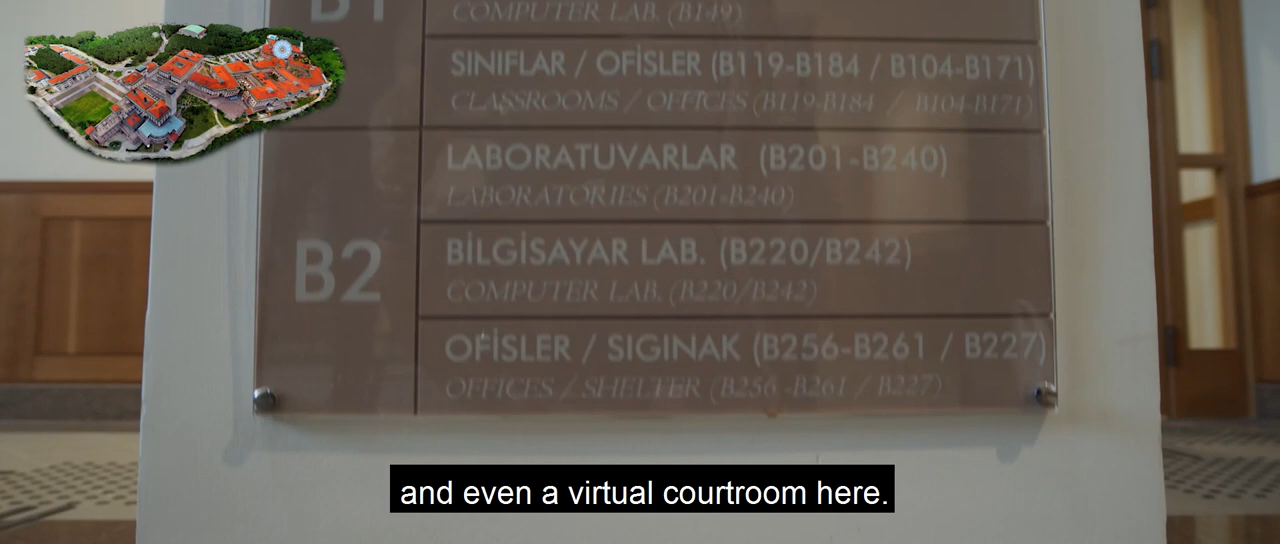 B1
COMPUTER LAB. (B149)
SINIFLAR / OFİSLER (B119-B184 / B104-B171)
CLASSROOMS / OFFICES (B119-B184 / B104-B171)
B2
LABORATUVARLAR (B201-B240)
LABORATORIES (B201-B240)
BİLGİSAYAR LAB. (B220/B242)
COMPUTER LAB. (B220/B242)
OFİSLER / SIGINAK (B256-B261 / B227)
OFFICES / SHELTER (B256 -B261 / B227)
and even a virtual courtroom here.